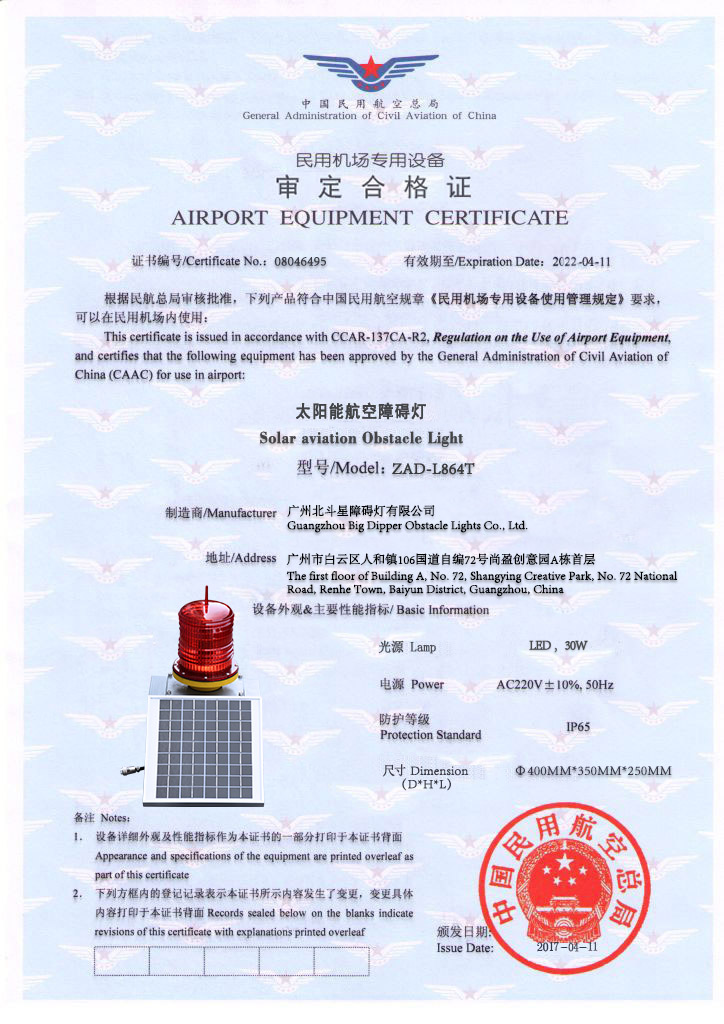 中国民用航空总局
General Administration of Civil Aviation of China
民用机场专用设备
审定合格证
AIRPORT EQUIPMENT CERTIFICATE
证书编号/Certificate No.: 08046495 有效期至/Expiration Date: 2022-04-11
根据民航总局审核批准，下列产品符合中国民用航空规章《民用机场专用设备使用管理规定》要求，
可以在民用机场内使用：
This certificate is issued in accordance with CCAR-137CA-R2, Regulation on the Use of Airport Equipment,
and certifies that the following equipment has been approved by the General Administration of Civil Aviation of
China (CAAC) for use in airport:
太阳能航空障碍灯
Solar aviation Obstacle Light
型号/Model: ZAD-L864T
制造商/Manufacturer 广州北斗星障碍灯有限公司
Guangzhou Big Dipper Obstacle Lights Co., Ltd.
地址/Address 广州市白云区人和镇106国道自编72号尚盈创意园A栋首层
The first floor of Building A, No. 72, Shangying Creative Park, No. 72 National
Road, Renhe Town, Baiyun District, Guangzhou, China
设备外观&主要性能指标/ Basic Information
光源 Lamp LED , 30W
电源 Power AC220V±10%, 50Hz
防护等级
Protection Standard IP65
尺寸 Dimension Φ400MM*350MM*250MM
(D*H*L)
备注 Notes:
1. 设备详细外观及性能指标作为本证书的一部分打印于本证书背面
Appearance and specifications of the equipment are printed overleaf as
part of this certificate
2. 下列方框内的登记记录表示本证书所示内容发生了变更，变更具体
内容打印于本证书背面 Records sealed below on the blanks indicate
revisions of this certificate with explanations printed overleaf
中国民用航空总局
颁发日期:
Issue Date: 2017-04-11